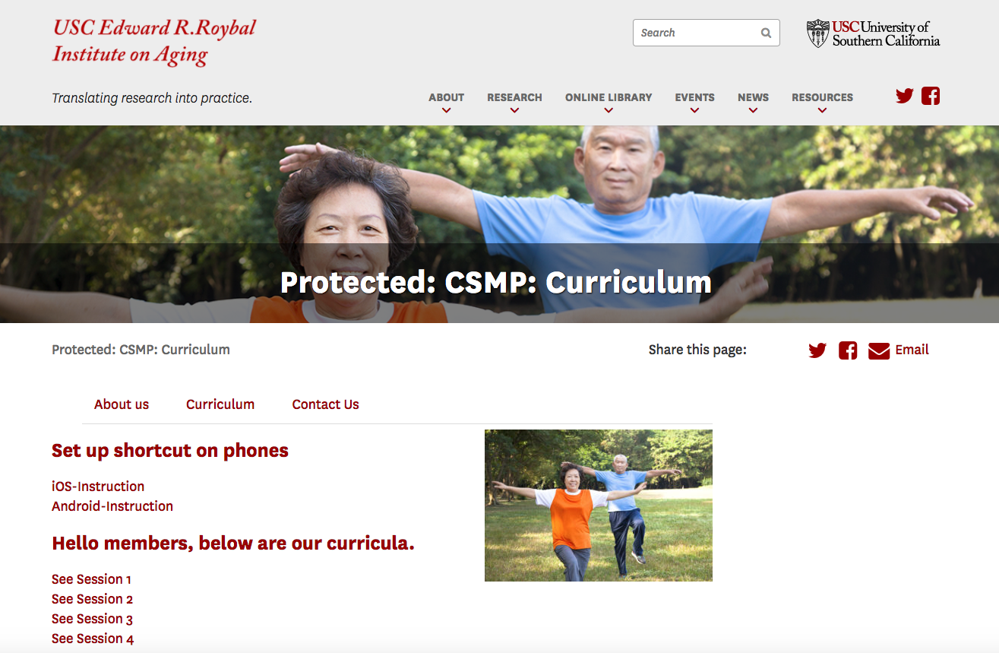 USC Edward R.Roybal
Institute on Aging
Search
USC University of
Southern California
Translating research into practice.
ABOUT
RESEARCH
ONLINE LIBRARY
EVENTS
NEWS
RESOURCES
Protected: CSMP: Curriculum
Protected: CSMP: Curriculum
Share this page:
Email
About us
Curriculum
Contact Us
Set up shortcut on phones
iOS-Instruction
Android-Instruction
Hello members, below are our curricula.
See Session 1
See Session 2
See Session 3
See Session 4